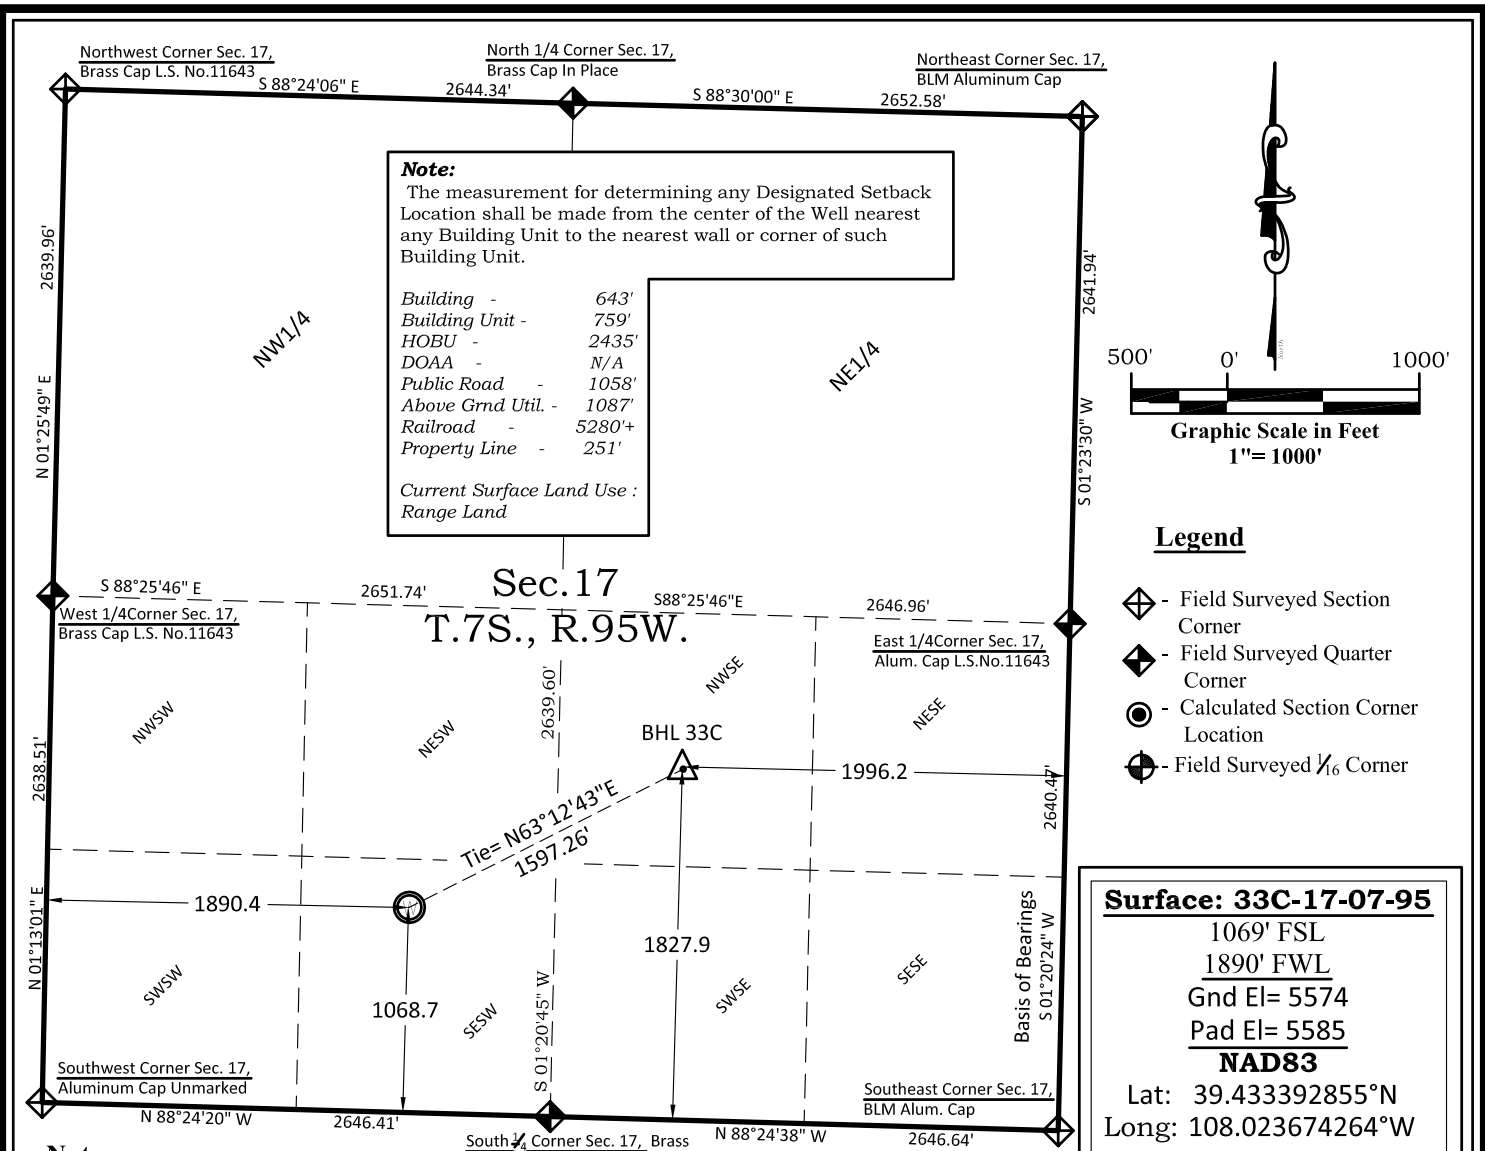 Northwest Corner Sec. 17,
Brass Cap L.S. No.11643
North 1/4 Corner Sec. 17,
Brass Cap In Place
Northeast Corner Sec. 17,
BLM Aluminum Cap
S 88°24'06" E
2644.34'
S 88°30'00" E
2652.58'
Note:
The measurement for determining any Designated Setback
Location shall be made from the center of the Well nearest
any Building Unit to the nearest wall or corner of such
Building Unit.
Building - 643'
Building Unit - 759'
HOBU - 2435'
DOAA - N/A
Public Road - 1058'
Above Grnd Util. - 1087'
Railroad - 5280'+
Property Line - 251'
Current Surface Land Use :
Range Land
2639.96'
N 01°25'49" E
NW1/4
NE1/4
2641.94'
S 01°23'30" W
North
500' 0' 1000'
Graphic Scale in Feet
1"= 1000'
Legend
- Field Surveyed Section
Corner
- Field Surveyed Quarter
Corner
- Calculated Section Corner
Location
- Field Surveyed 1/16 Corner
S 88°25'46" E
2651.74'
Sec.17
T.7S., R.95W.
S88°25'46"E
2646.96'
West 1/4Corner Sec. 17,
Brass Cap L.S. No.11643
East 1/4Corner Sec. 17,
Alum. Cap L.S.No.11643
NWSW
NESW
2639.60'
NWSE
NESE
BHL 33C
1996.2
2638.51'
2640.47'
Tie= N63°12'43"E
1597.26'
1890.4
1827.9
1068.7
N 01°13'01" E
SWSW
SESW
S 01°20'45" W
SWSE
SESE
Basis of Bearings
S 01°20'24" W
Southwest Corner Sec. 17,
Aluminum Cap Unmarked
Southeast Corner Sec. 17,
BLM Alum. Cap
N 88°24'20" W
2646.41'
South 1/4 Corner Sec. 17, Brass
N 88°24'38" W
2646.64'
Surface: 33C-17-07-95
1069' FSL
1890' FWL
Gnd El= 5574
Pad El= 5585
NAD83
Lat: 39.433392855°N
Long: 108.023674264°W